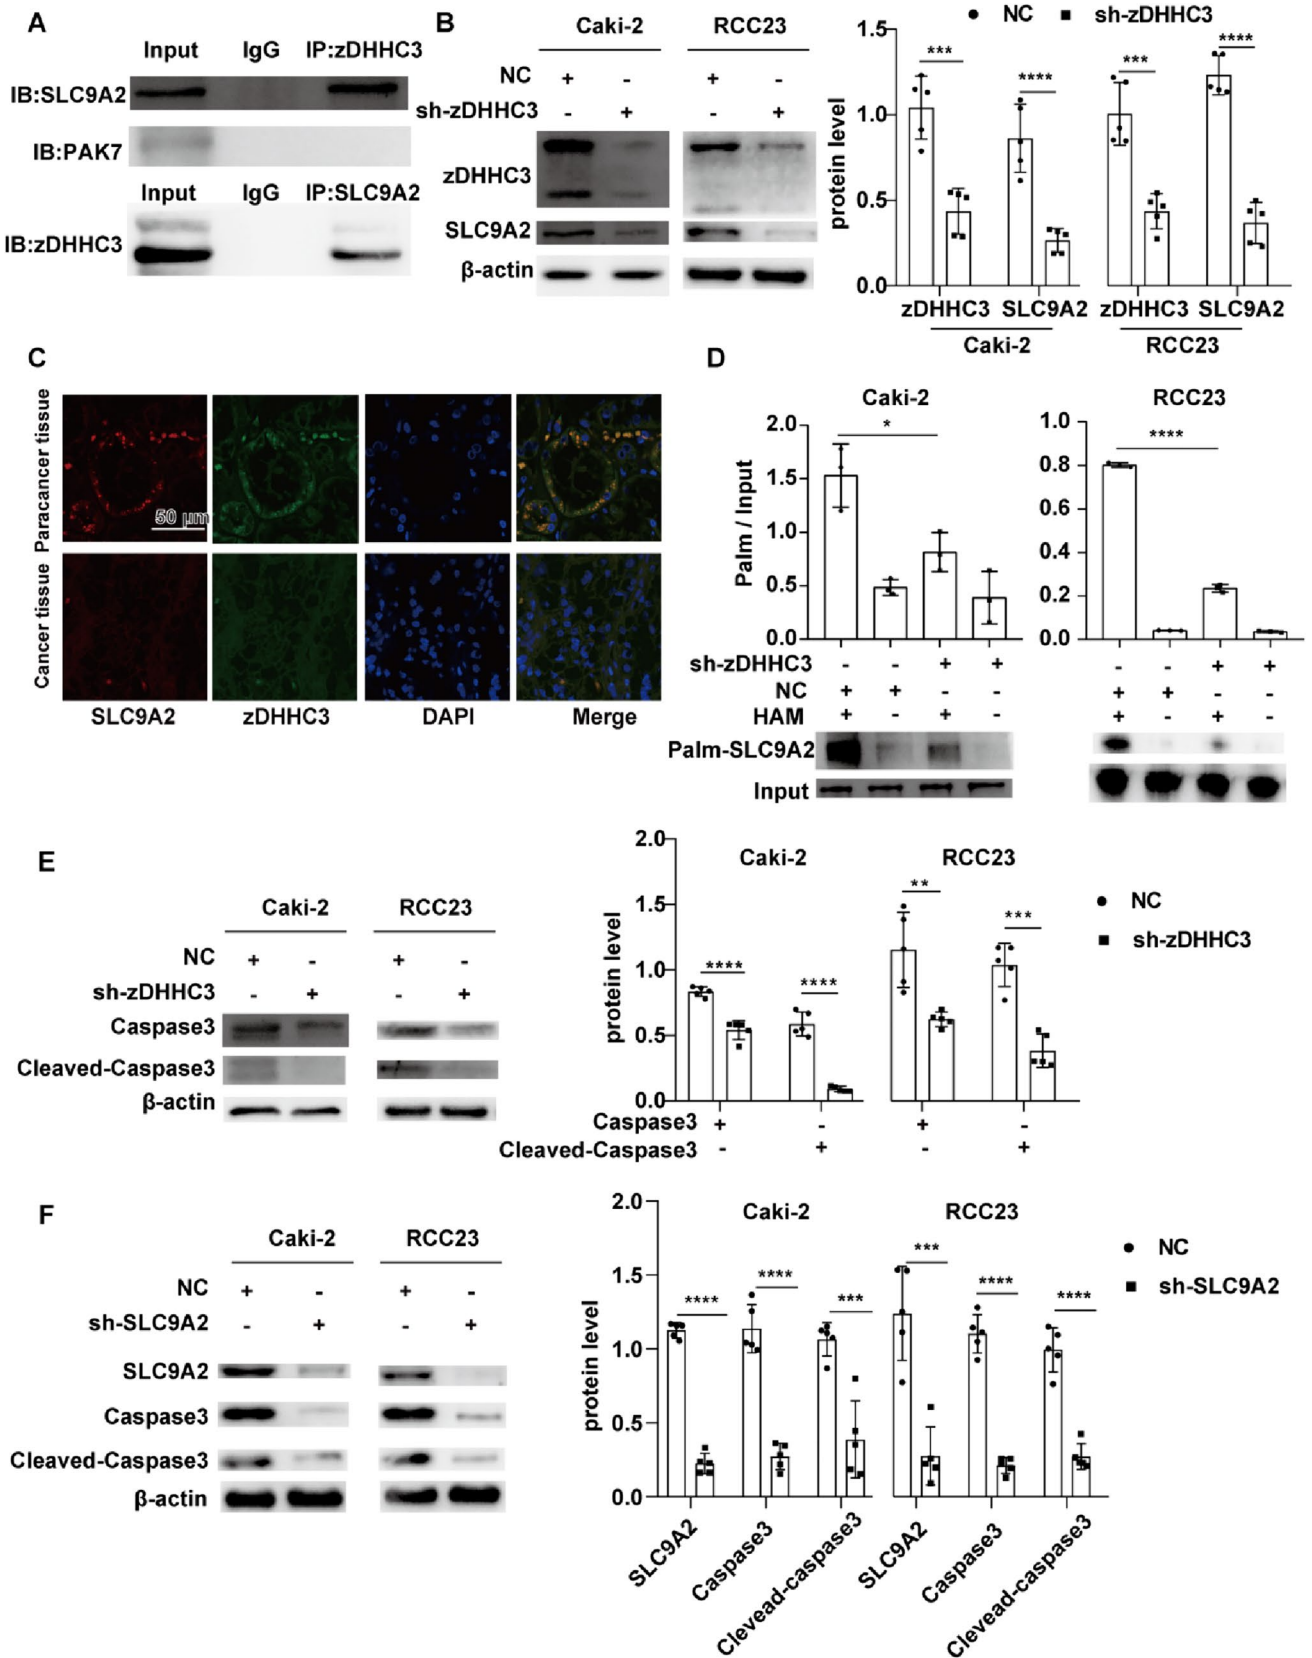 A
Input IgG IP:zDHHC3
IB:SLC9A2
IB:PAK7
Input IgG IP:SLC9A2
IB:zDHHC3
B
Caki-2 RCC23
NC + - + -
sh-zDHHC3 - + - +
zDHHC3
SLC9A2
β-actin
● NC ■ sh-zDHHC3
protein level
1.5
1.0
0.5
0.0
*** **** *** ****
zDHHC3 SLC9A2 zDHHC3 SLC9A2
Caki-2 RCC23
C
Paracancer tissue
50 μm
Cancer tissue
SLC9A2 zDHHC3 DAPI Merge
D
Caki-2 RCC23
Palm / Input
2.0
1.5
1.0
0.5
0.0
*
1.0
0.8
0.6
0.4
0.2
0.0
****
sh-zDHHC3 - - + + - - + +
NC + + - - + + - -
HAM + - + - + - + -
Palm-SLC9A2
Input
E
Caki-2 RCC23
NC + - + -
sh-zDHHC3 - + - +
Caspase3
Cleaved-Caspase3
β-actin
protein level
2.0
1.5
1.0
0.5
0.0
Caki-2 RCC23
**** **** ** ***
● NC
■ sh-zDHHC3
Caspase3 + - + -
Cleaved-Caspase3 - + - +
F
Caki-2 RCC23
NC + - + -
sh-SLC9A2 - + - +
SLC9A2
Caspase3
Cleaved-Caspase3
β-actin
protein level
2.0
1.5
1.0
0.5
0.0
Caki-2 RCC23
**** **** *** *** **** ****
● NC
■ sh-SLC9A2
SLC9A2 Caspase3 Clevead-caspase3 SLC9A2 Caspase3 Clevead-caspase3